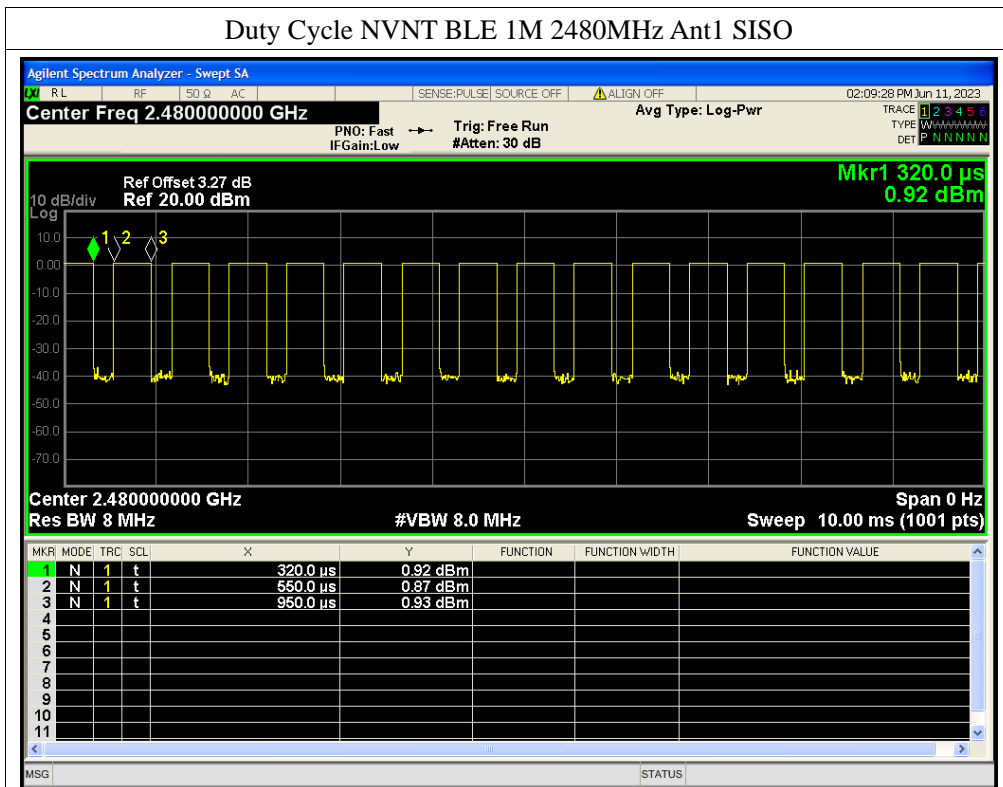 Duty Cycle NVNT BLE 1M 2480MHz Ant1 SISO
Agilent Spectrum Analyzer - Swept SA
LXI RL RF 50 Ω AC SENSE:PULSE SOURCE OFF ALIGN OFF 02:09:28 PM Jun 11, 2023
Center Freq 2.480000000 GHz
PNO: Fast
IFGain:Low
Trig: Free Run
#Atten: 30 dB
Avg Type: Log-Pwr
TRACE 1 2 3 4 5 6
TYPE WWWWWW
DET P N N N N N
Mkr1 320.0 µs
0.92 dBm
Ref Offset 3.27 dB
10 dB/div Ref 20.00 dBm
Log
10.0
0.00
-10.0
-20.0
-30.0
-40.0
-50.0
-60.0
-70.0
1 2 3
Center 2.480000000 GHz Span 0 Hz
Res BW 8 MHz #VBW 8.0 MHz Sweep 10.00 ms (1001 pts)
MKR MODE TRC SCL X Y FUNCTION FUNCTION WIDTH FUNCTION VALUE
1 N 1 t 320.0 µs 0.92 dBm
2 N 1 t 550.0 µs 0.87 dBm
3 N 1 t 950.0 µs 0.93 dBm
4
5
6
7
8
9
10
11
MSG STATUS